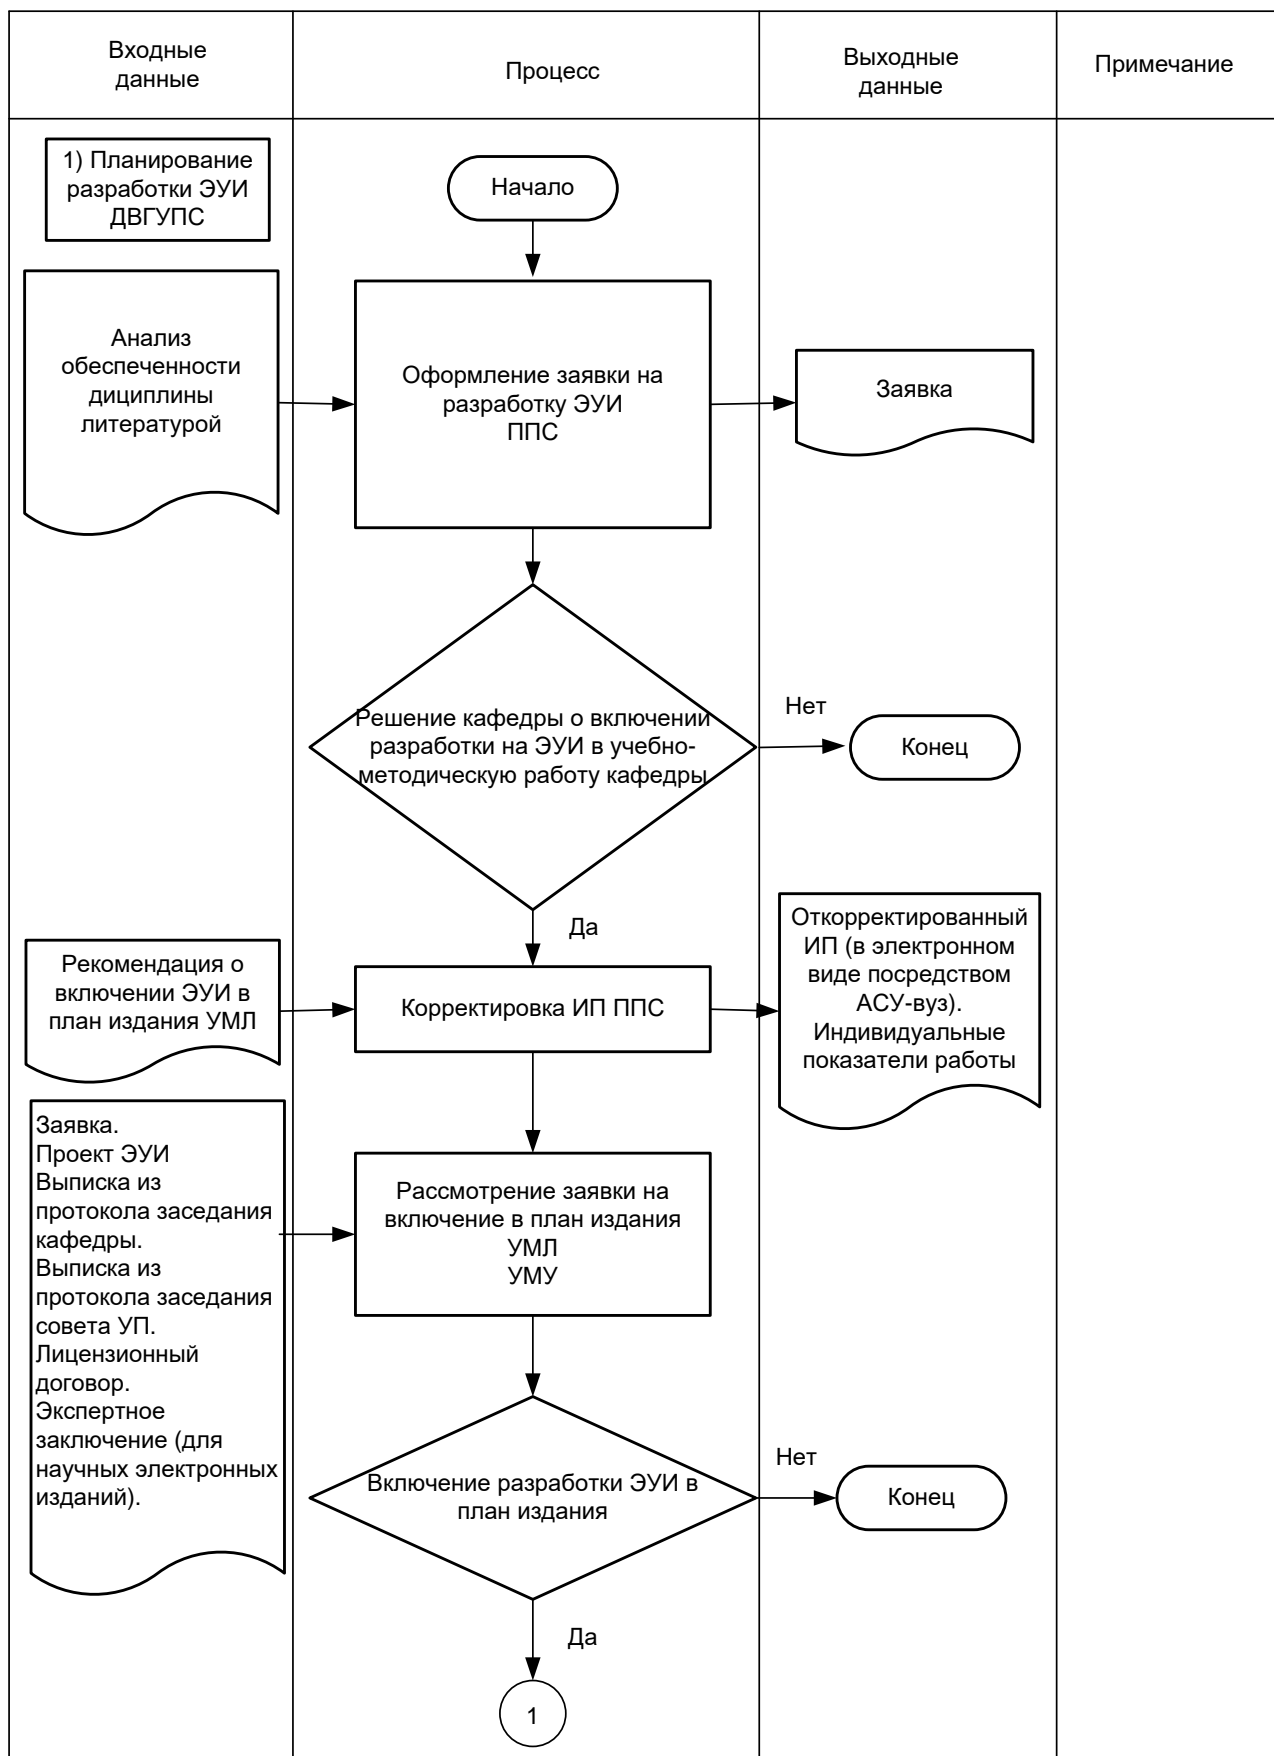 Входные
данные
Процесс
Выходные
данные
Примечание
1) Планирование
разработки ЭУИ
ДВГУПС
Начало
Анализ
обеспеченности
дициплины
литературой
Оформление заявки на
разработку ЭУИ
ППС
Заявка
Решение кафедры о включении
разработки на ЭУИ в учебно-
методическую работу кафедры
Нет
Конец
Да
Рекомендация о
включении ЭУИ в
план издания УМЛ
Корректировка ИП ППС
Откорректированный
ИП (в электронном
виде посредством
АСУ-вуз).
Индивидуальные
показатели работы
Заявка.
Проект ЭУИ
Выписка из
протокола заседания
кафедры.
Выписка из
протокола заседания
совета УП.
Лицензионный
договор.
Экспертное
заключение (для
научных электронных
изданий).
Рассмотрение заявки на
включение в план издания
УМЛ
УМУ
Включение разработки ЭУИ в
план издания
Нет
Конец
Да
1